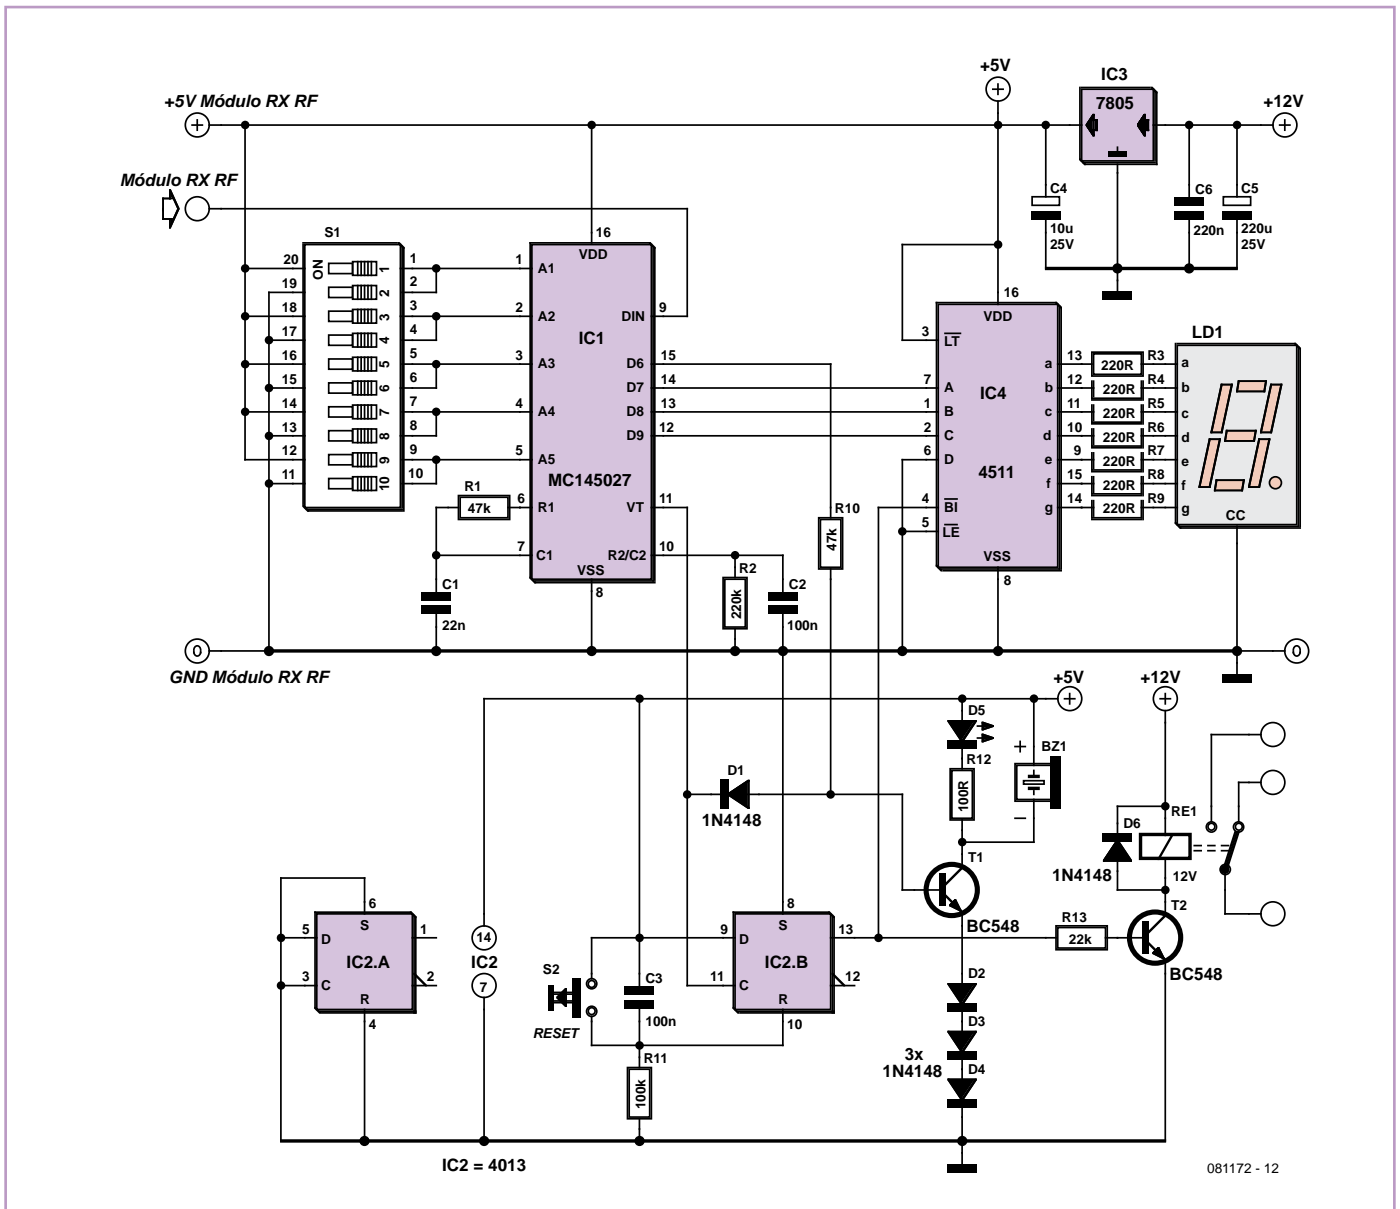 +5V Módulo RX RF
+
Módulo RX RF
+5V
+
IC3
7805
+12V
+
C4
10u
25V
C6
220n
C5
220u
25V
S1
ON
20
19
18
17
16
15
14
13
12
11
1
2
3
4
5
6
7
8
9
10
1
2
3
4
5
6
7
8
9
10
16
VDD
IC1
MC145027
1 A1
2 A2
3 A3
4 A4
5 A5
6 R1
7 C1
DIN 9
D6 15
D7 14
D8 13
D9 12
VT 11
R2/C2 10
VSS
8
R1
47k
C1
22n
R2
220k
C2
100n
R10
47k
16
VDD
IC4
4511
3 LT
7 A
1 B
2 C
6 D
4 BI
5 LE
VSS
8
a 13 220R R3 a
b 12 220R R4 b
c 11 220R R5 c
d 10 220R R6 d
e 9 220R R7 e
f 15 220R R8 f
g 14 220R R9 g
LD1
CC
0
GND Módulo RX RF
0
+5V
+
+12V
+
D5
R12
100R
+
BZ1
−
D1
1N4148
T1
BC548
D6
1N4148
RE1
12V
T2
BC548
R13
22k
6
S
5 D
3 C
IC2.A
1
2
R
4
14
IC2
7
S2
RESET
C3
100n
R11
100k
8
S
9 D
11 C
IC2.B
13
12
R
10
D2
D3
D4
3x
1N4148
IC2 = 4013
081172 - 12